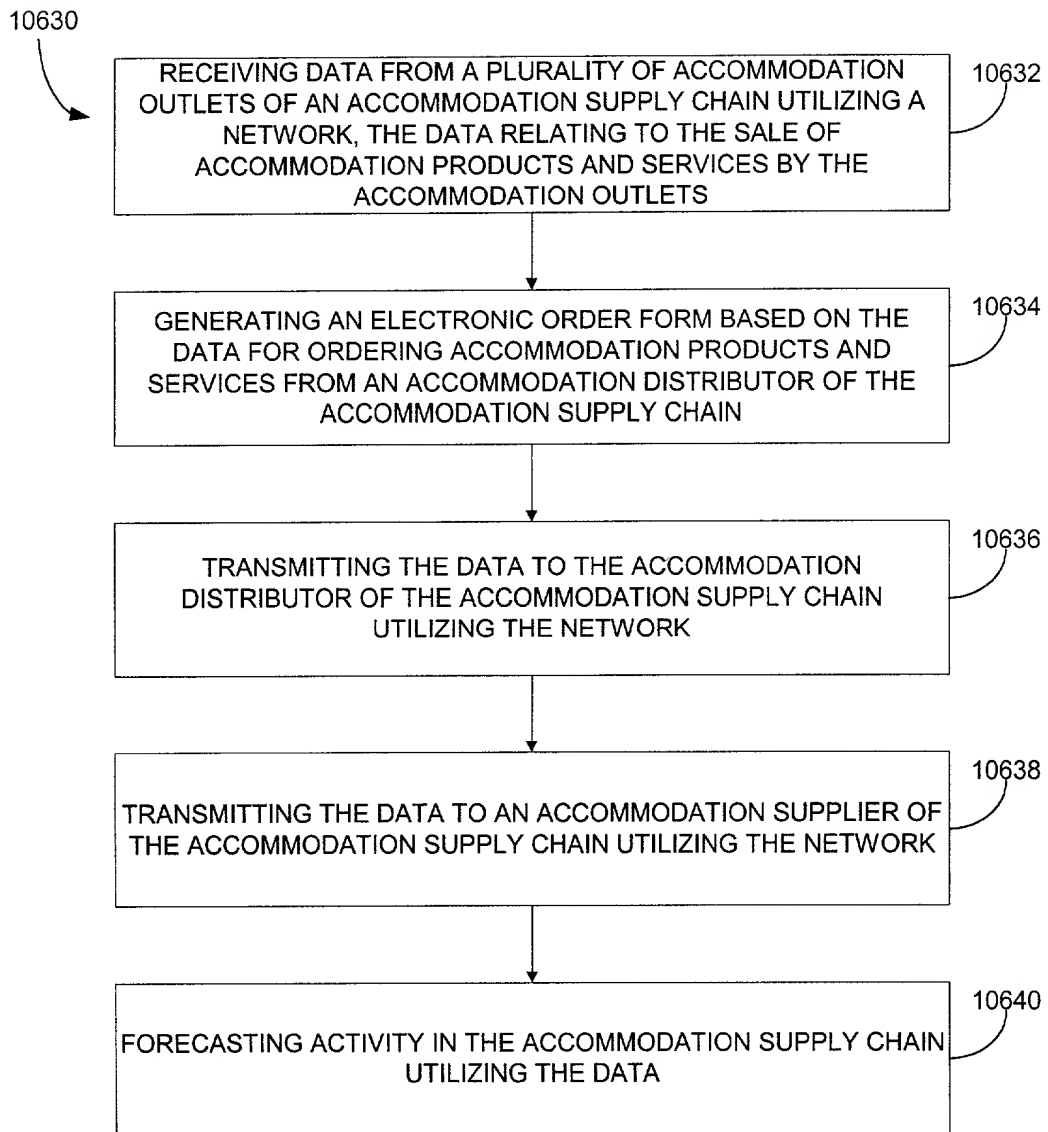 10630
RECEIVING DATA FROM A PLURALITY OF ACCOMMODATION
OUTLETS OF AN ACCOMMODATION SUPPLY CHAIN UTILIZING A
NETWORK, THE DATA RELATING TO THE SALE OF
ACCOMMODATION PRODUCTS AND SERVICES BY THE
ACCOMMODATION OUTLETS
10632
GENERATING AN ELECTRONIC ORDER FORM BASED ON THE
DATA FOR ORDERING ACCOMMODATION PRODUCTS AND
SERVICES FROM AN ACCOMMODATION DISTRIBUTOR OF THE
ACCOMMODATION SUPPLY CHAIN
10634
TRANSMITTING THE DATA TO THE ACCOMMODATION
DISTRIBUTOR OF THE ACCOMMODATION SUPPLY CHAIN
UTILIZING THE NETWORK
10636
TRANSMITTING THE DATA TO AN ACCOMMODATION SUPPLIER OF
THE ACCOMMODATION SUPPLY CHAIN UTILIZING THE NETWORK
10638
FORECASTING ACTIVITY IN THE ACCOMMODATION SUPPLY CHAIN
UTILIZING THE DATA
10640